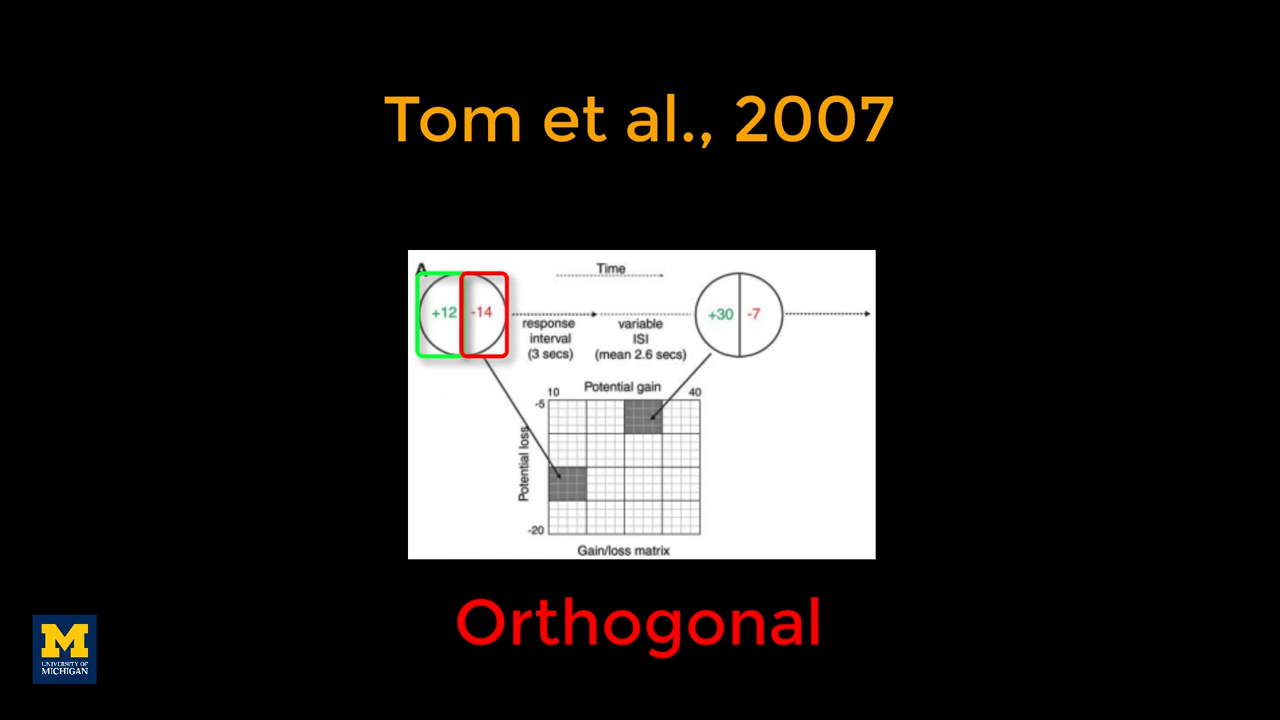 Tom et al., 2007
A
Time
+12 -14
+30 -7
response
interval
(3 secs)
variable
ISI
(mean 2.6 secs)
Potential gain
10
40
-5
Potential loss
-20
Gain/loss matrix
Orthogonal
M
UNIVERSITY OF
MICHIGAN